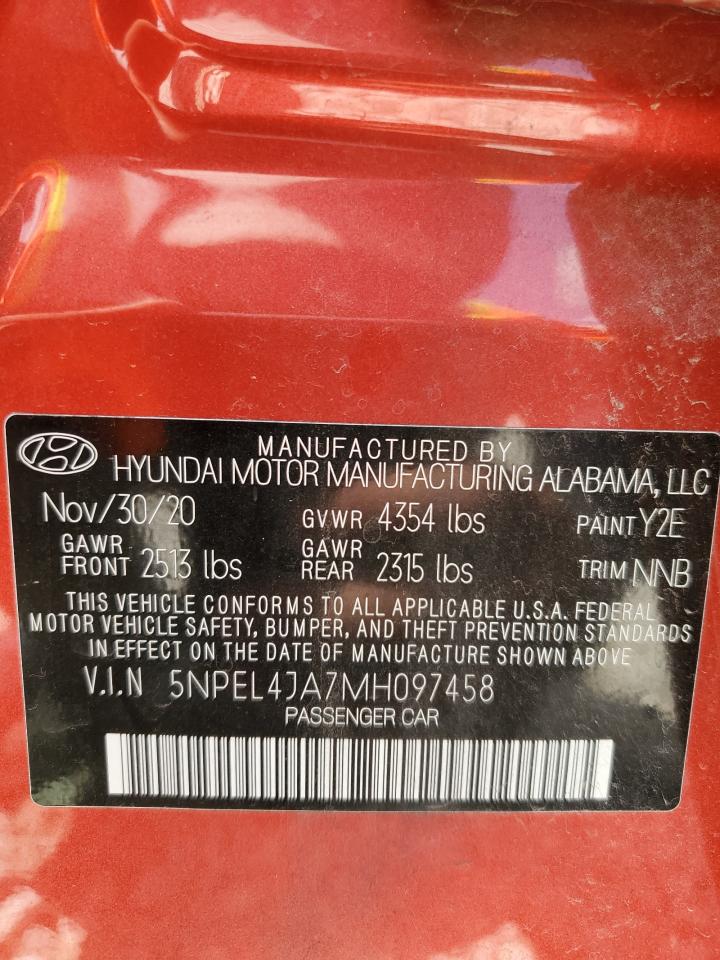 MANUFACTURED BY
HYUNDAI MOTOR MANUFACTURING ALABAMA, LLC
Nov/30/20 GVWR 4354 lbs PAINT Y2E
GAWR FRONT 2513 lbs GAWR REAR 2315 lbs TRIM NNB
THIS VEHICLE CONFORMS TO ALL APPLICABLE U.S.A. FEDERAL
MOTOR VEHICLE SAFETY, BUMPER, AND THEFT PREVENTION STANDARDS
IN EFFECT ON THE DATE OF MANUFACTURE SHOWN ABOVE
V.I.N 5NPEL4JA7MH097458
PASSENGER CAR